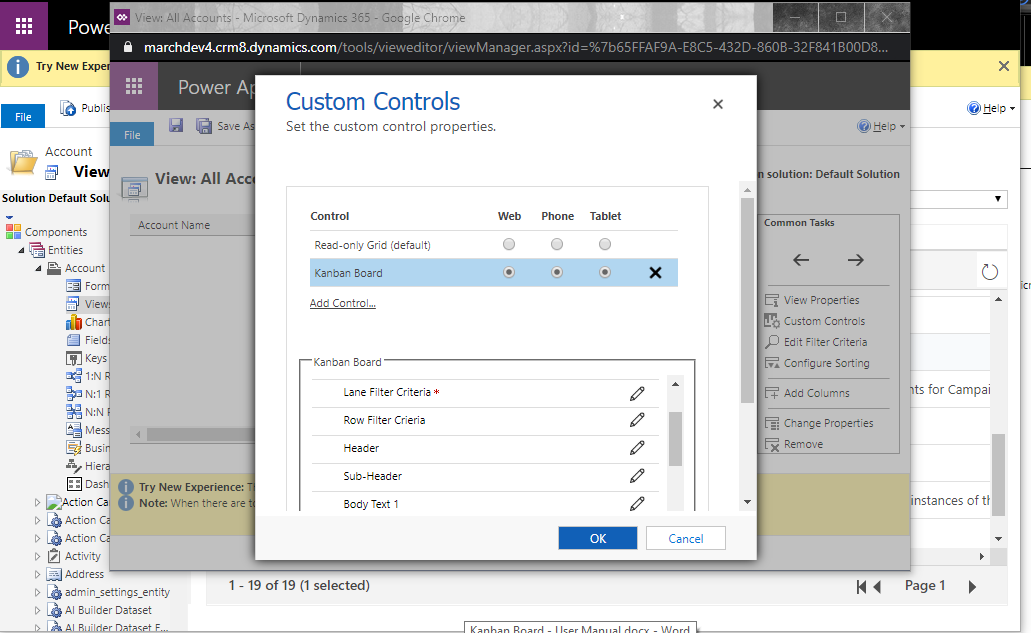 View: All Accounts - Microsoft Dynamics 365 - Google Chrome
marchdev4.crm8.dynamics.com/tools/vieweditor/viewManager.aspx?id=%7b65FFAF9A-E8C5-432D-860B-32F841B00D8...
Try New Exper
File
Publis
Help
Account
View
Solution Default Solu
Components
Entities
Account
Form
Views
Chart
Fields
Keys
1:N R
N:1 R
N:N R
Mess
Busin
Hiera
Dash
Action Ca
Action Ca
Action Ca
Activity
Address
admin_settings_entity
AI Builder Dataset
AI Builder Dataset F...
Power Ap
File
Save As
Help
View: All Acco
n solution: Default Solution
Account Name
Common Tasks
View Properties
Custom Controls
Edit Filter Criteria
Configure Sorting
Add Columns
Change Properties
Remove
Try New Experience: T
Note: When there are te
Custom Controls
Set the custom control properties.
Control Web Phone Tablet
Read-only Grid (default)
Kanban Board
Add Control...
Kanban Board
Lane Filter Criteria *
Row Filter Crieria
Header
Sub-Header
Body Text 1
OK Cancel
nts for Campai
instances of th
1 - 19 of 19 (1 selected)
Page 1
Kanban Board - User Manual.docx - Word